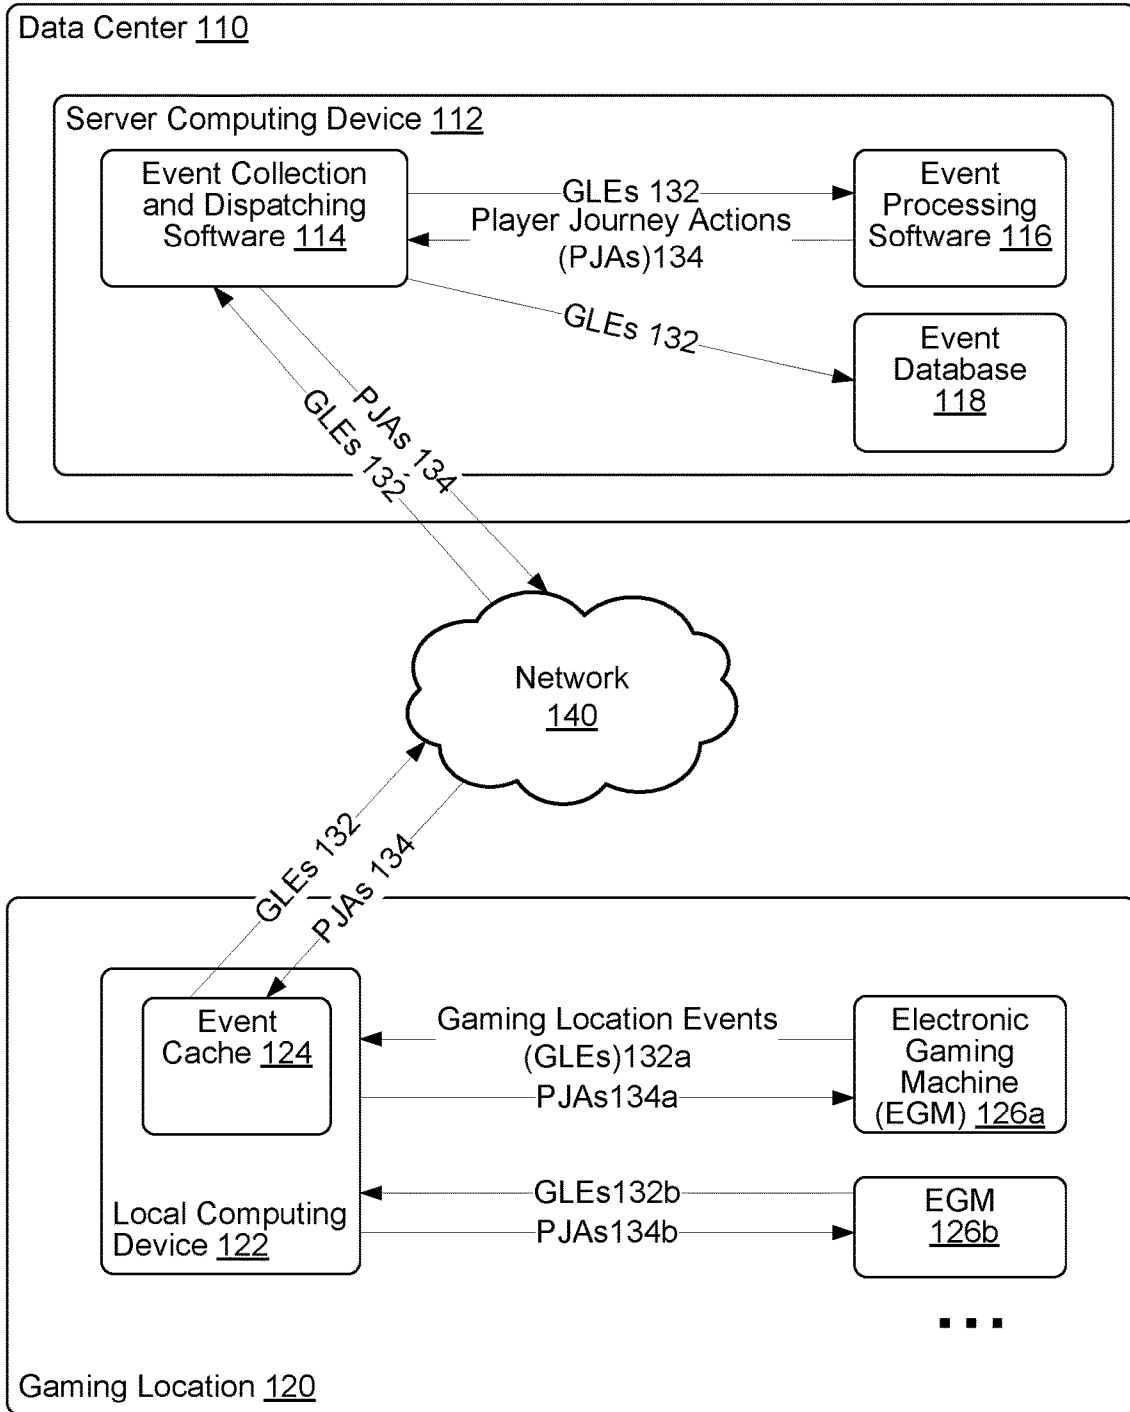 Data Center 110
Server Computing Device 112
Event Collection
and Dispatching
Software 114
GLEs 132
Player Journey Actions
(PJAs)134
Event
Processing
Software 116
GLEs 132
Event
Database
118
PJAs 134
GLEs 132
Network
140
GLEs 132
PJAs 134
Event
Cache 124
Local Computing
Device 122
Gaming Location Events
(GLEs)132a
PJAs134a
Electronic
Gaming
Machine
(EGM) 126a
GLEs132b
PJAs134b
EGM
126b
...
Gaming Location 120